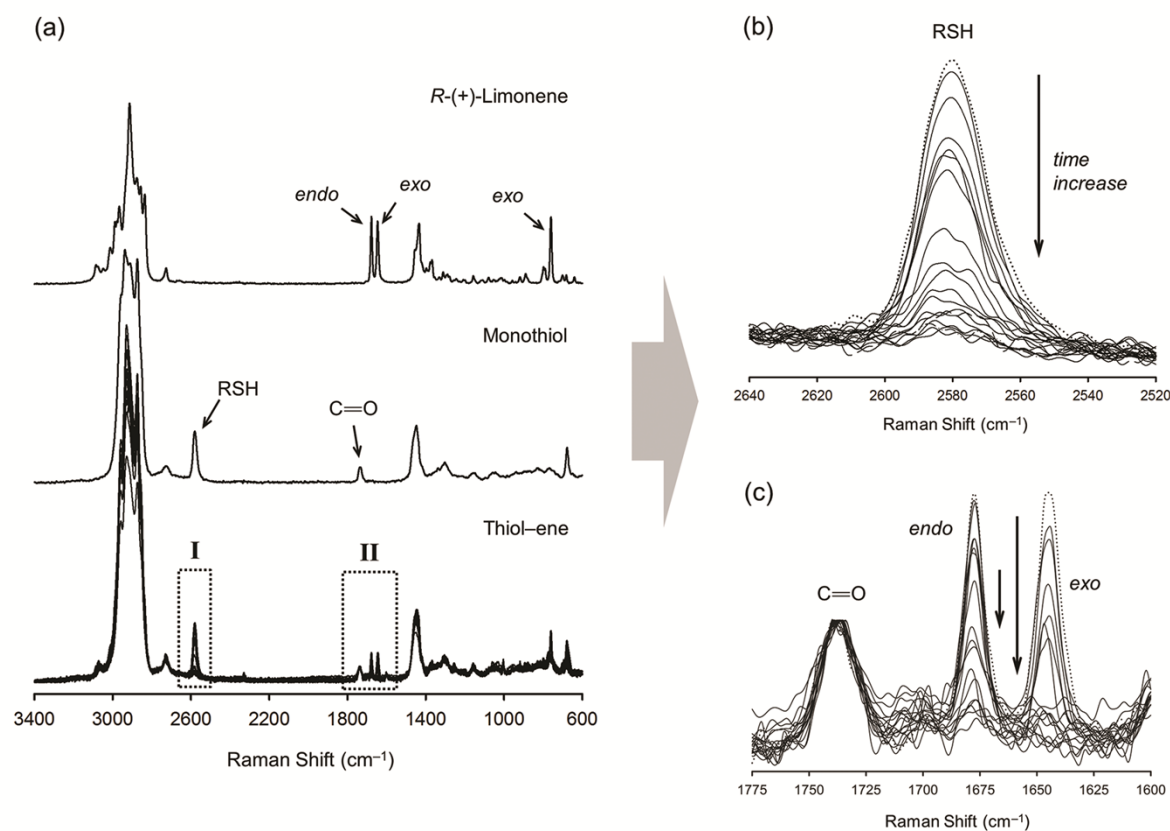 (a)
R-(+)-Limonene
endo
exo
exo
Monothiol
RSH
C=O
Thiol–ene
I
II
3400 3000 2600 2200 1800 1400 1000 600
Raman Shift (cm⁻¹)
(b)
RSH
time
increase
2640 2620 2600 2580 2560 2540 2520
Raman Shift (cm⁻¹)
(c)
endo
C=O
exo
1775 1750 1725 1700 1675 1650 1625 1600
Raman Shift (cm⁻¹)